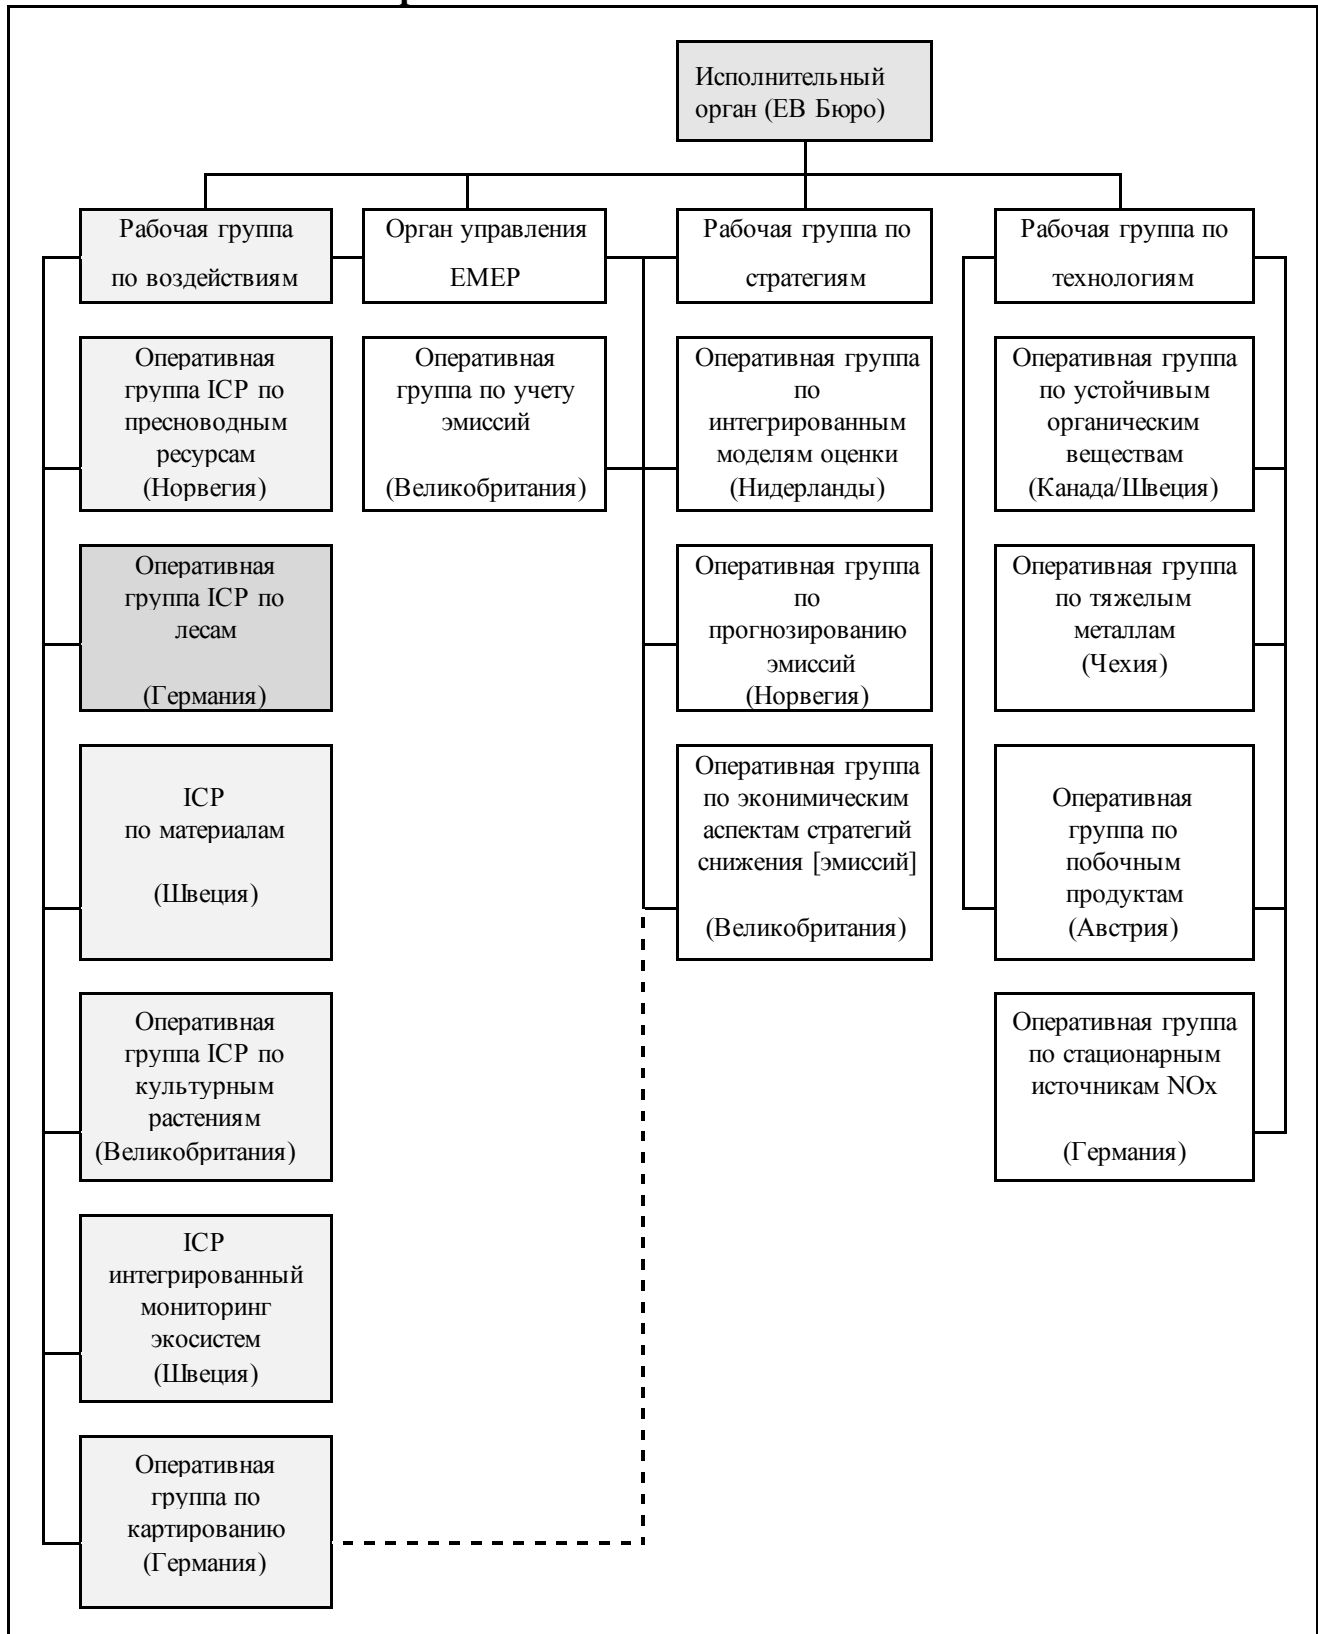 Исполнительный
орган (ЕВ Бюро)
Рабочая группа
по воздействиям
Орган управления
ЕМЕР
Рабочая группа по
стратегиям
Рабочая группа по
технологиям
Оперативная
группа ICP по
пресноводным
ресурсам
(Норвегия)
Оперативная
группа по учету
эмиссий
(Великобритания)
Оперативная группа
по
интегрированным
моделям оценки
(Нидерланды)
Оперативная группа
по устойчивым
органическим
веществам
(Канада/Швеция)
Оперативная
группа ICP по
лесам
(Германия)
Оперативная группа
по
прогнозированию
эмиссий
(Норвегия)
Оперативная группа
по тяжелым
металлам
(Чехия)
ICP
по материалам
(Швеция)
Оперативная группа
по эконимическим
аспектам стратегий
снижения [эмиссий]
(Великобритания)
Оперативная
группа по
побочным
продуктам
(Австрия)
Оперативная
группа ICP по
культурным
растениям
(Великобритания)
Оперативная группа
по стационарным
источникам NOx
(Германия)
ICP
интегрированный
мониторинг
экосистем
(Швеция)
Оперативная
группа по
картированию
(Германия)